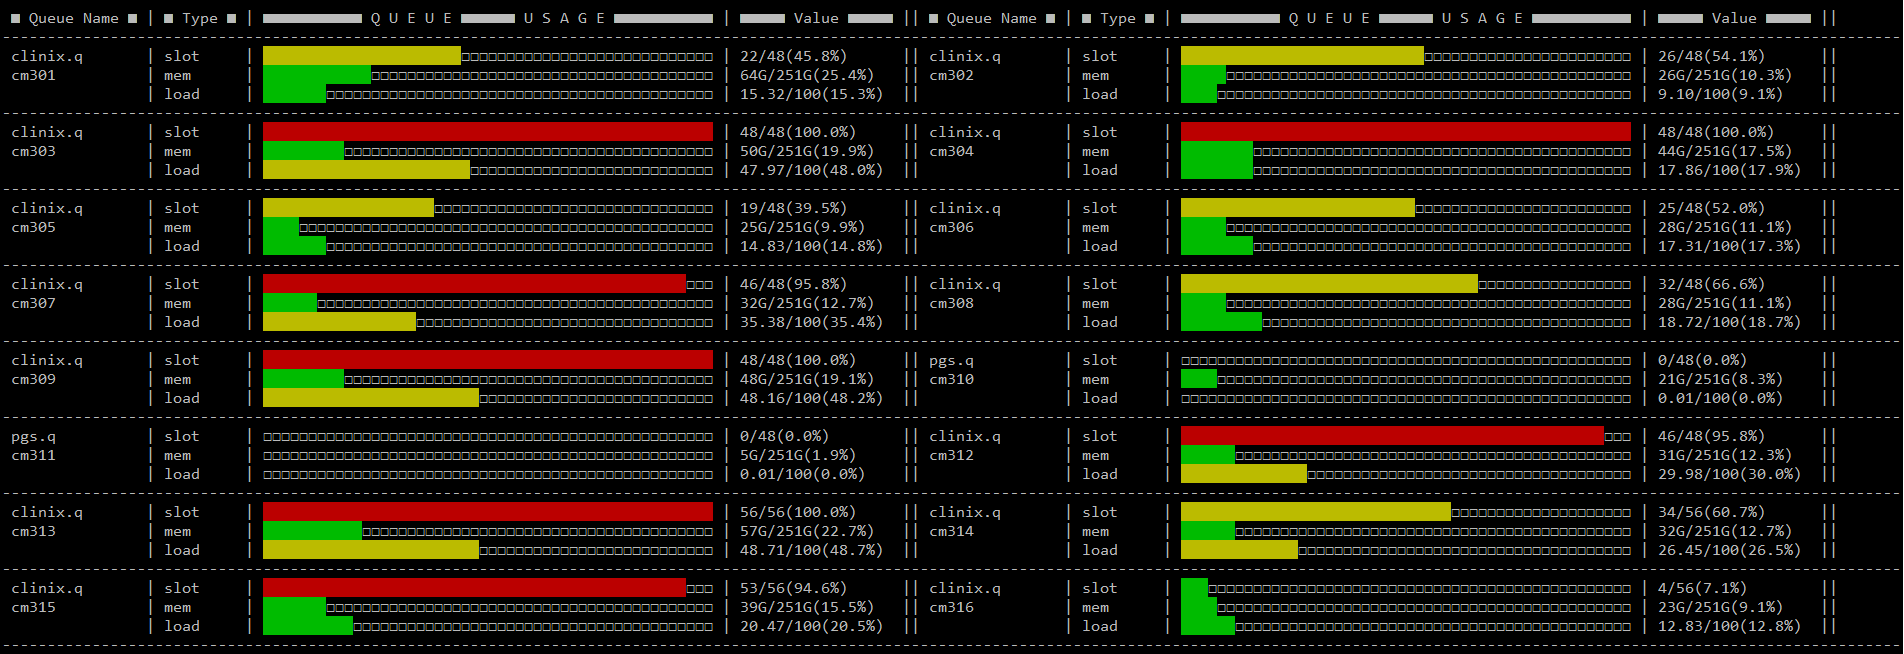 ■ Queue Name ■ | ■ Type ■ | Q U E U E U S A G E | Value || ■ Queue Name ■ | ■ Type ■ | Q U E U E U S A G E | Value ||
clinix.q | slot | | 22/48(45.8%) || clinix.q | slot | | 26/48(54.1%) ||
cm301 | mem | | 64G/251G(25.4%) || cm302 | mem | | 26G/251G(10.3%) ||
| load | | 15.32/100(15.3%) || | load | | 9.10/100(9.1%) ||
clinix.q | slot | | 48/48(100.0%) || clinix.q | slot | | 48/48(100.0%) ||
cm303 | mem | | 50G/251G(19.9%) || cm304 | mem | | 44G/251G(17.5%) ||
| load | | 47.97/100(48.0%) || | load | | 17.86/100(17.9%) ||
clinix.q | slot | | 19/48(39.5%) || clinix.q | slot | | 25/48(52.0%) ||
cm305 | mem | | 25G/251G(9.9%) || cm306 | mem | | 28G/251G(11.1%) ||
| load | | 14.83/100(14.8%) || | load | | 17.31/100(17.3%) ||
clinix.q | slot | | 46/48(95.8%) || clinix.q | slot | | 32/48(66.6%) ||
cm307 | mem | | 32G/251G(12.7%) || cm308 | mem | | 28G/251G(11.1%) ||
| load | | 35.38/100(35.4%) || | load | | 18.72/100(18.7%) ||
clinix.q | slot | | 48/48(100.0%) || pgs.q | slot | | 0/48(0.0%) ||
cm309 | mem | | 48G/251G(19.1%) || cm310 | mem | | 21G/251G(8.3%) ||
| load | | 48.16/100(48.2%) || | load | | 0.01/100(0.0%) ||
pgs.q | slot | | 0/48(0.0%) || clinix.q | slot | | 46/48(95.8%) ||
cm311 | mem | | 5G/251G(1.9%) || cm312 | mem | | 31G/251G(12.3%) ||
| load | | 0.01/100(0.0%) || | load | | 29.98/100(30.0%) ||
clinix.q | slot | | 56/56(100.0%) || clinix.q | slot | | 34/56(60.7%) ||
cm313 | mem | | 57G/251G(22.7%) || cm314 | mem | | 32G/251G(12.7%) ||
| load | | 48.71/100(48.7%) || | load | | 26.45/100(26.5%) ||
clinix.q | slot | | 53/56(94.6%) || clinix.q | slot | | 4/56(7.1%) ||
cm315 | mem | | 39G/251G(15.5%) || cm316 | mem | | 23G/251G(9.1%) ||
| load | | 20.47/100(20.5%) || | load | | 12.83/100(12.8%) ||